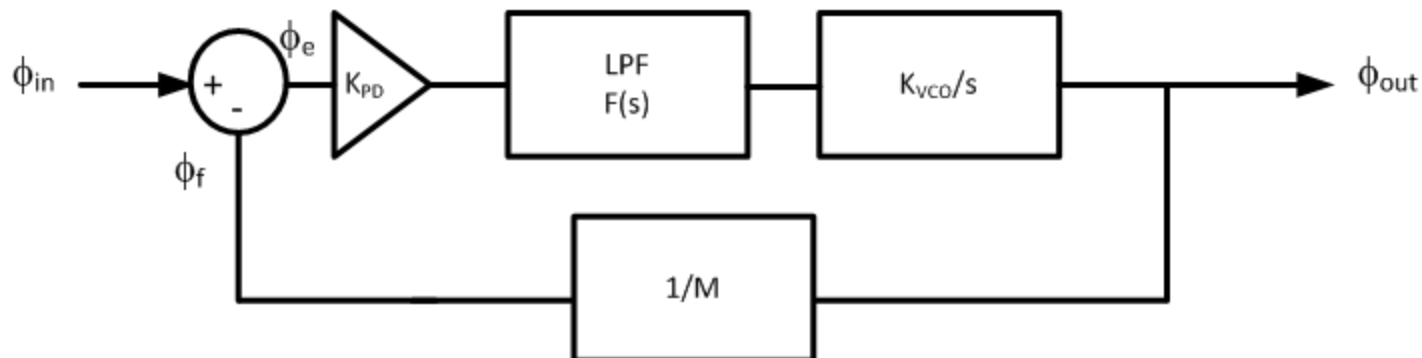 ϕin
+
-
ϕe
KPD
LPF
F(s)
KVCO/s
ϕout
ϕf
1/M